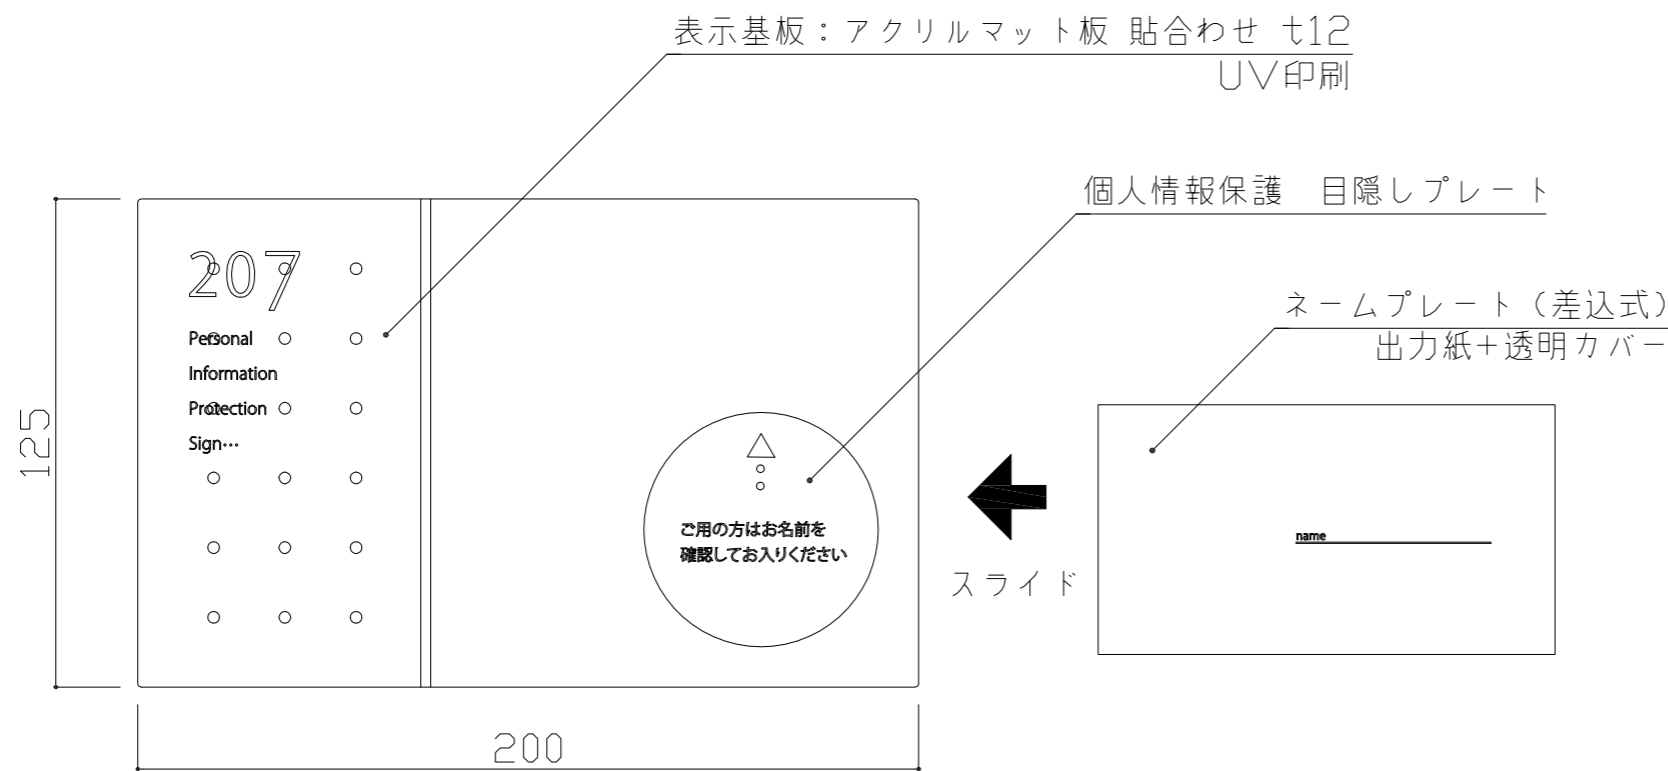 表示基板：アクリルマット板 貼合わせ t12
UV印刷
個人情報保護　目隠しプレート
ネームプレート（差込式）
出力紙＋透明カバー
207
Personal
Information
Protection
Sign…
ご用の方はお名前を
確認してお入りください
スライド
name
125
200